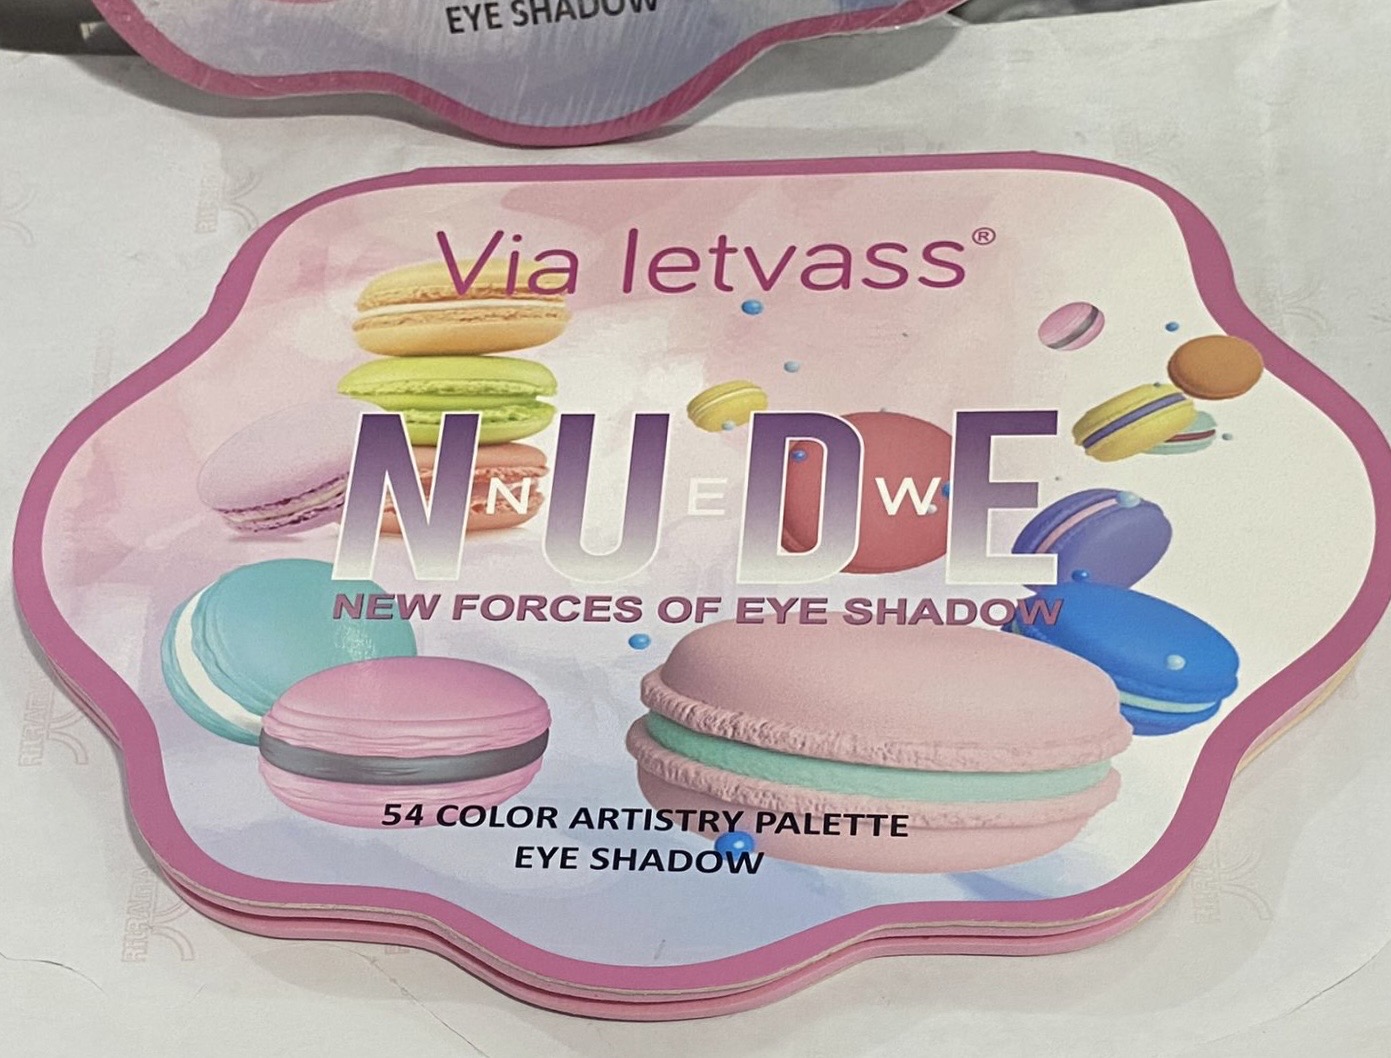 EYE SHADOW
Via letvass®
NUDE
NEW
NEW FORCES OF EYE SHADOW
54 COLOR ARTISTRY PALETTE
EYE SHADOW